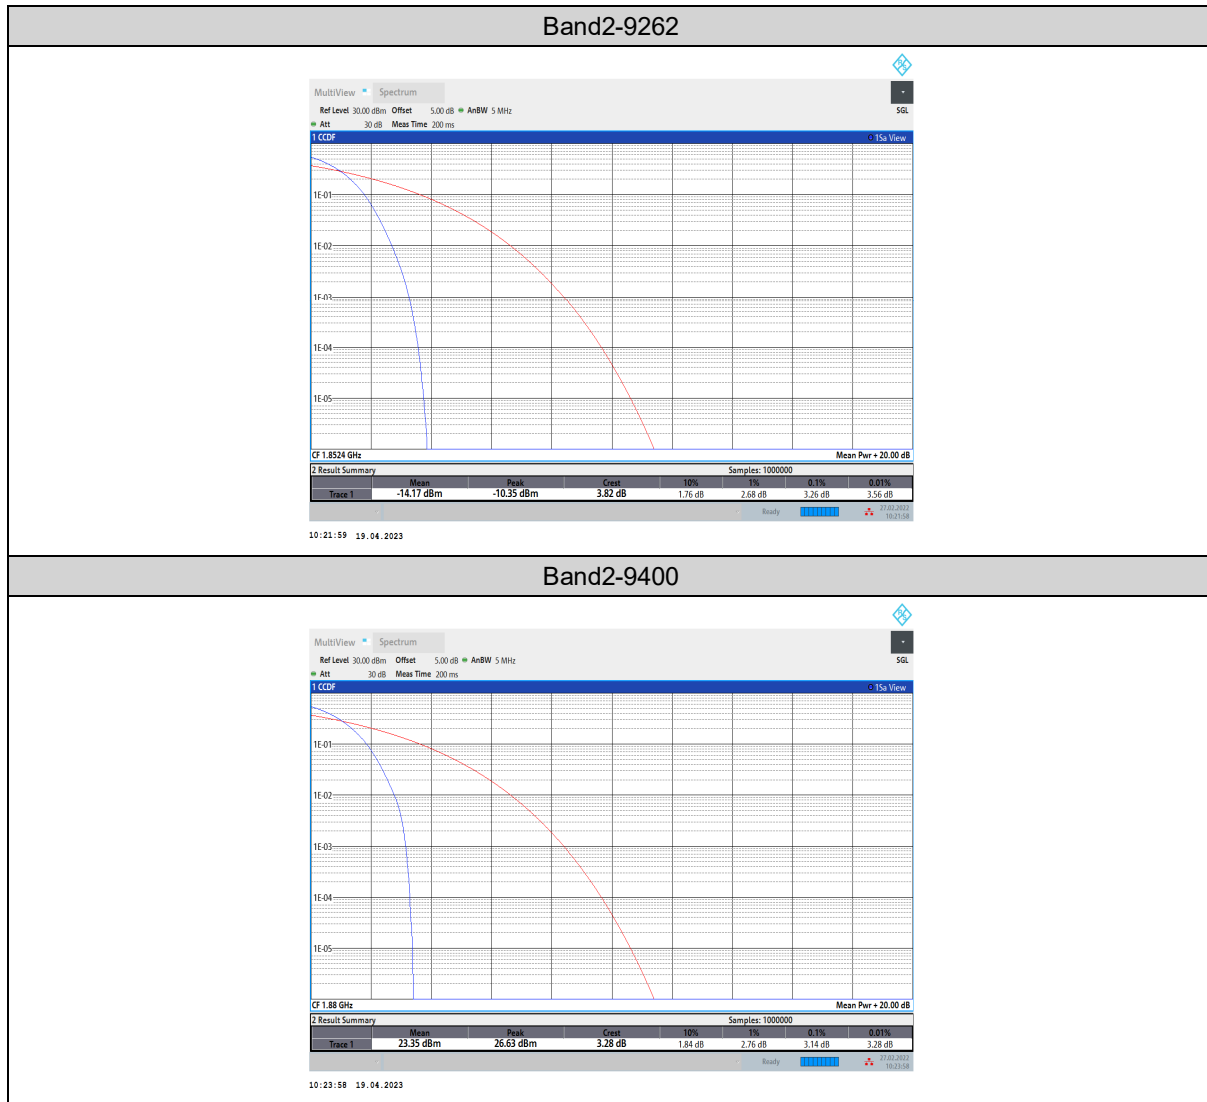 Band2-9262
MultiView Spectrum
Ref Level 30.00 dBm Offset 5.00 dB AnBW 5 MHz SGL
Att 30 dB Meas Time 200 ms
1 CCDF 1Sa View
1E-01
1E-02
1E-03
1E-04
1E-05
CF 1.8524 GHz Mean Pwr + 20.00 dB
2 Result Summary Samples: 1000000
Mean Peak Crest 10% 1% 0.1% 0.01%
Trace 1 -14.17 dBm -10.35 dBm 3.82 dB 1.76 dB 2.68 dB 3.26 dB 3.56 dB
Ready 27.02.2022
10:21:58
10:21:59 19.04.2023
Band2-9400
MultiView Spectrum
Ref Level 30.00 dBm Offset 5.00 dB AnBW 5 MHz SGL
Att 30 dB Meas Time 200 ms
1 CCDF 1Sa View
1E-01
1E-02
1E-03
1E-04
1E-05
CF 1.88 GHz Mean Pwr + 20.00 dB
2 Result Summary Samples: 1000000
Mean Peak Crest 10% 1% 0.1% 0.01%
Trace 1 23.35 dBm 26.63 dBm 3.28 dB 1.84 dB 2.76 dB 3.14 dB 3.28 dB
Ready 27.02.2022
10:23:58
10:23:58 19.04.2023